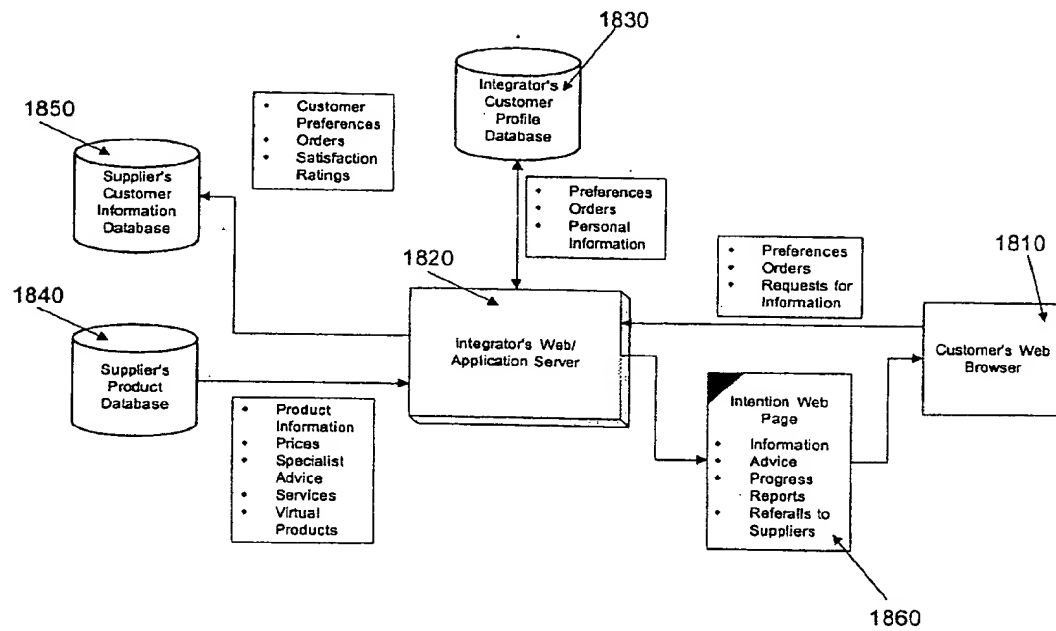 1830
Integrator's
Customer
Profile
Database
1850
• Customer
Preferences
• Orders
• Satisfaction
Ratings
Supplier's
Customer
Information
Database
• Preferences
• Orders
• Personal
Information
1810
• Preferences
• Orders
• Requests for
Information
1820
1840
Integrator's Web/
Application Server
Customer's Web
Browser
Supplier's
Product
Database
• Product
Information
• Prices
• Specialist
Advice
• Services
• Virtual
Products
Intention Web
Page
• Information
• Advice
• Progress
Reports
• Referalls to
Suppliers
1860